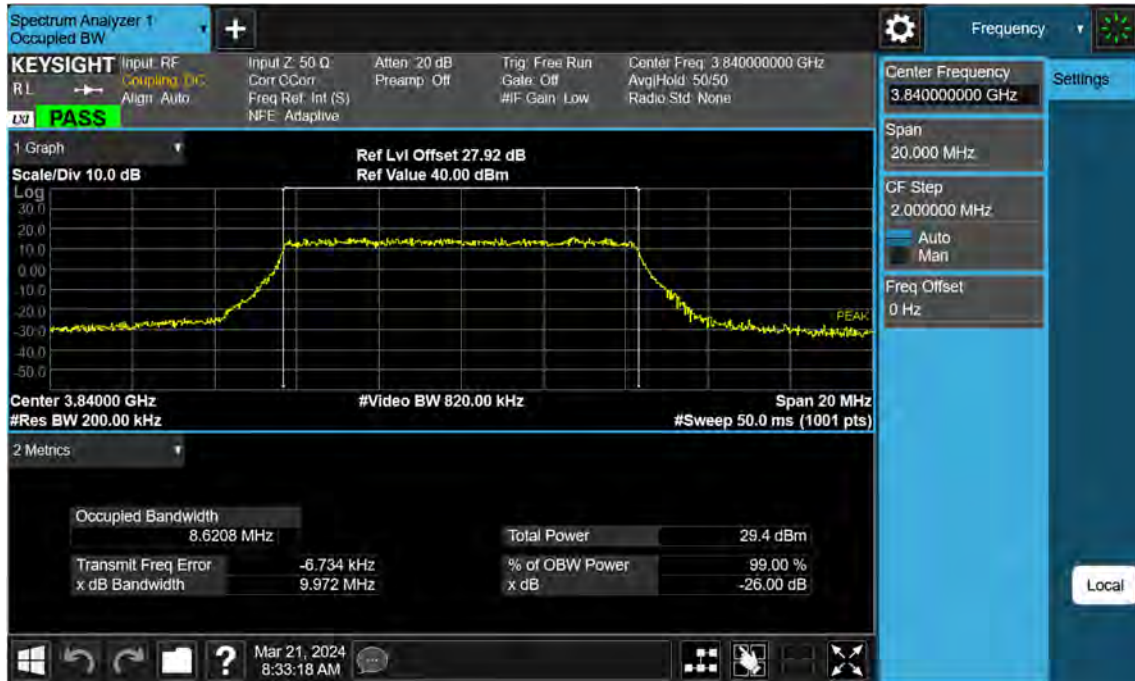 Spectrum Analyzer 1
Occupied BW
+
Frequency
KEYSIGHT
Input: RF
Coupling: DC
Align: Auto
Input Z: 50 Ω
Corr CCorr
Freq Ref: Int (S)
NFE: Adaptive
Atten: 20 dB
Preamp: Off
Trig: Free Run
Gate: Off
#IF Gain: Low
Center Freq: 3.840000000 GHz
Avg|Hold: 50/50
Radio Std: None
R L
LXI
PASS
Center Frequency
3.840000000 GHz
Settings
Span
20.000 MHz
CF Step
2.000000 MHz
Auto
Man
Freq Offset
0 Hz
1 Graph
Scale/Div 10.0 dB
Ref Lvl Offset 27.92 dB
Ref Value 40.00 dBm
Log
30.0
20.0
10.0
0.00
-10.0
-20.0
-30.0
-40.0
-50.0
PEAK
Center 3.84000 GHz
#Video BW 820.00 kHz
Span 20 MHz
#Res BW 200.00 kHz
#Sweep 50.0 ms (1001 pts)
2 Metrics
Occupied Bandwidth
8.6208 MHz
Total Power 29.4 dBm
Transmit Freq Error -6.734 kHz
% of OBW Power 99.00 %
x dB Bandwidth 9.972 MHz
x dB -26.00 dB
Local
?
Mar 21, 2024
8:33:18 AM